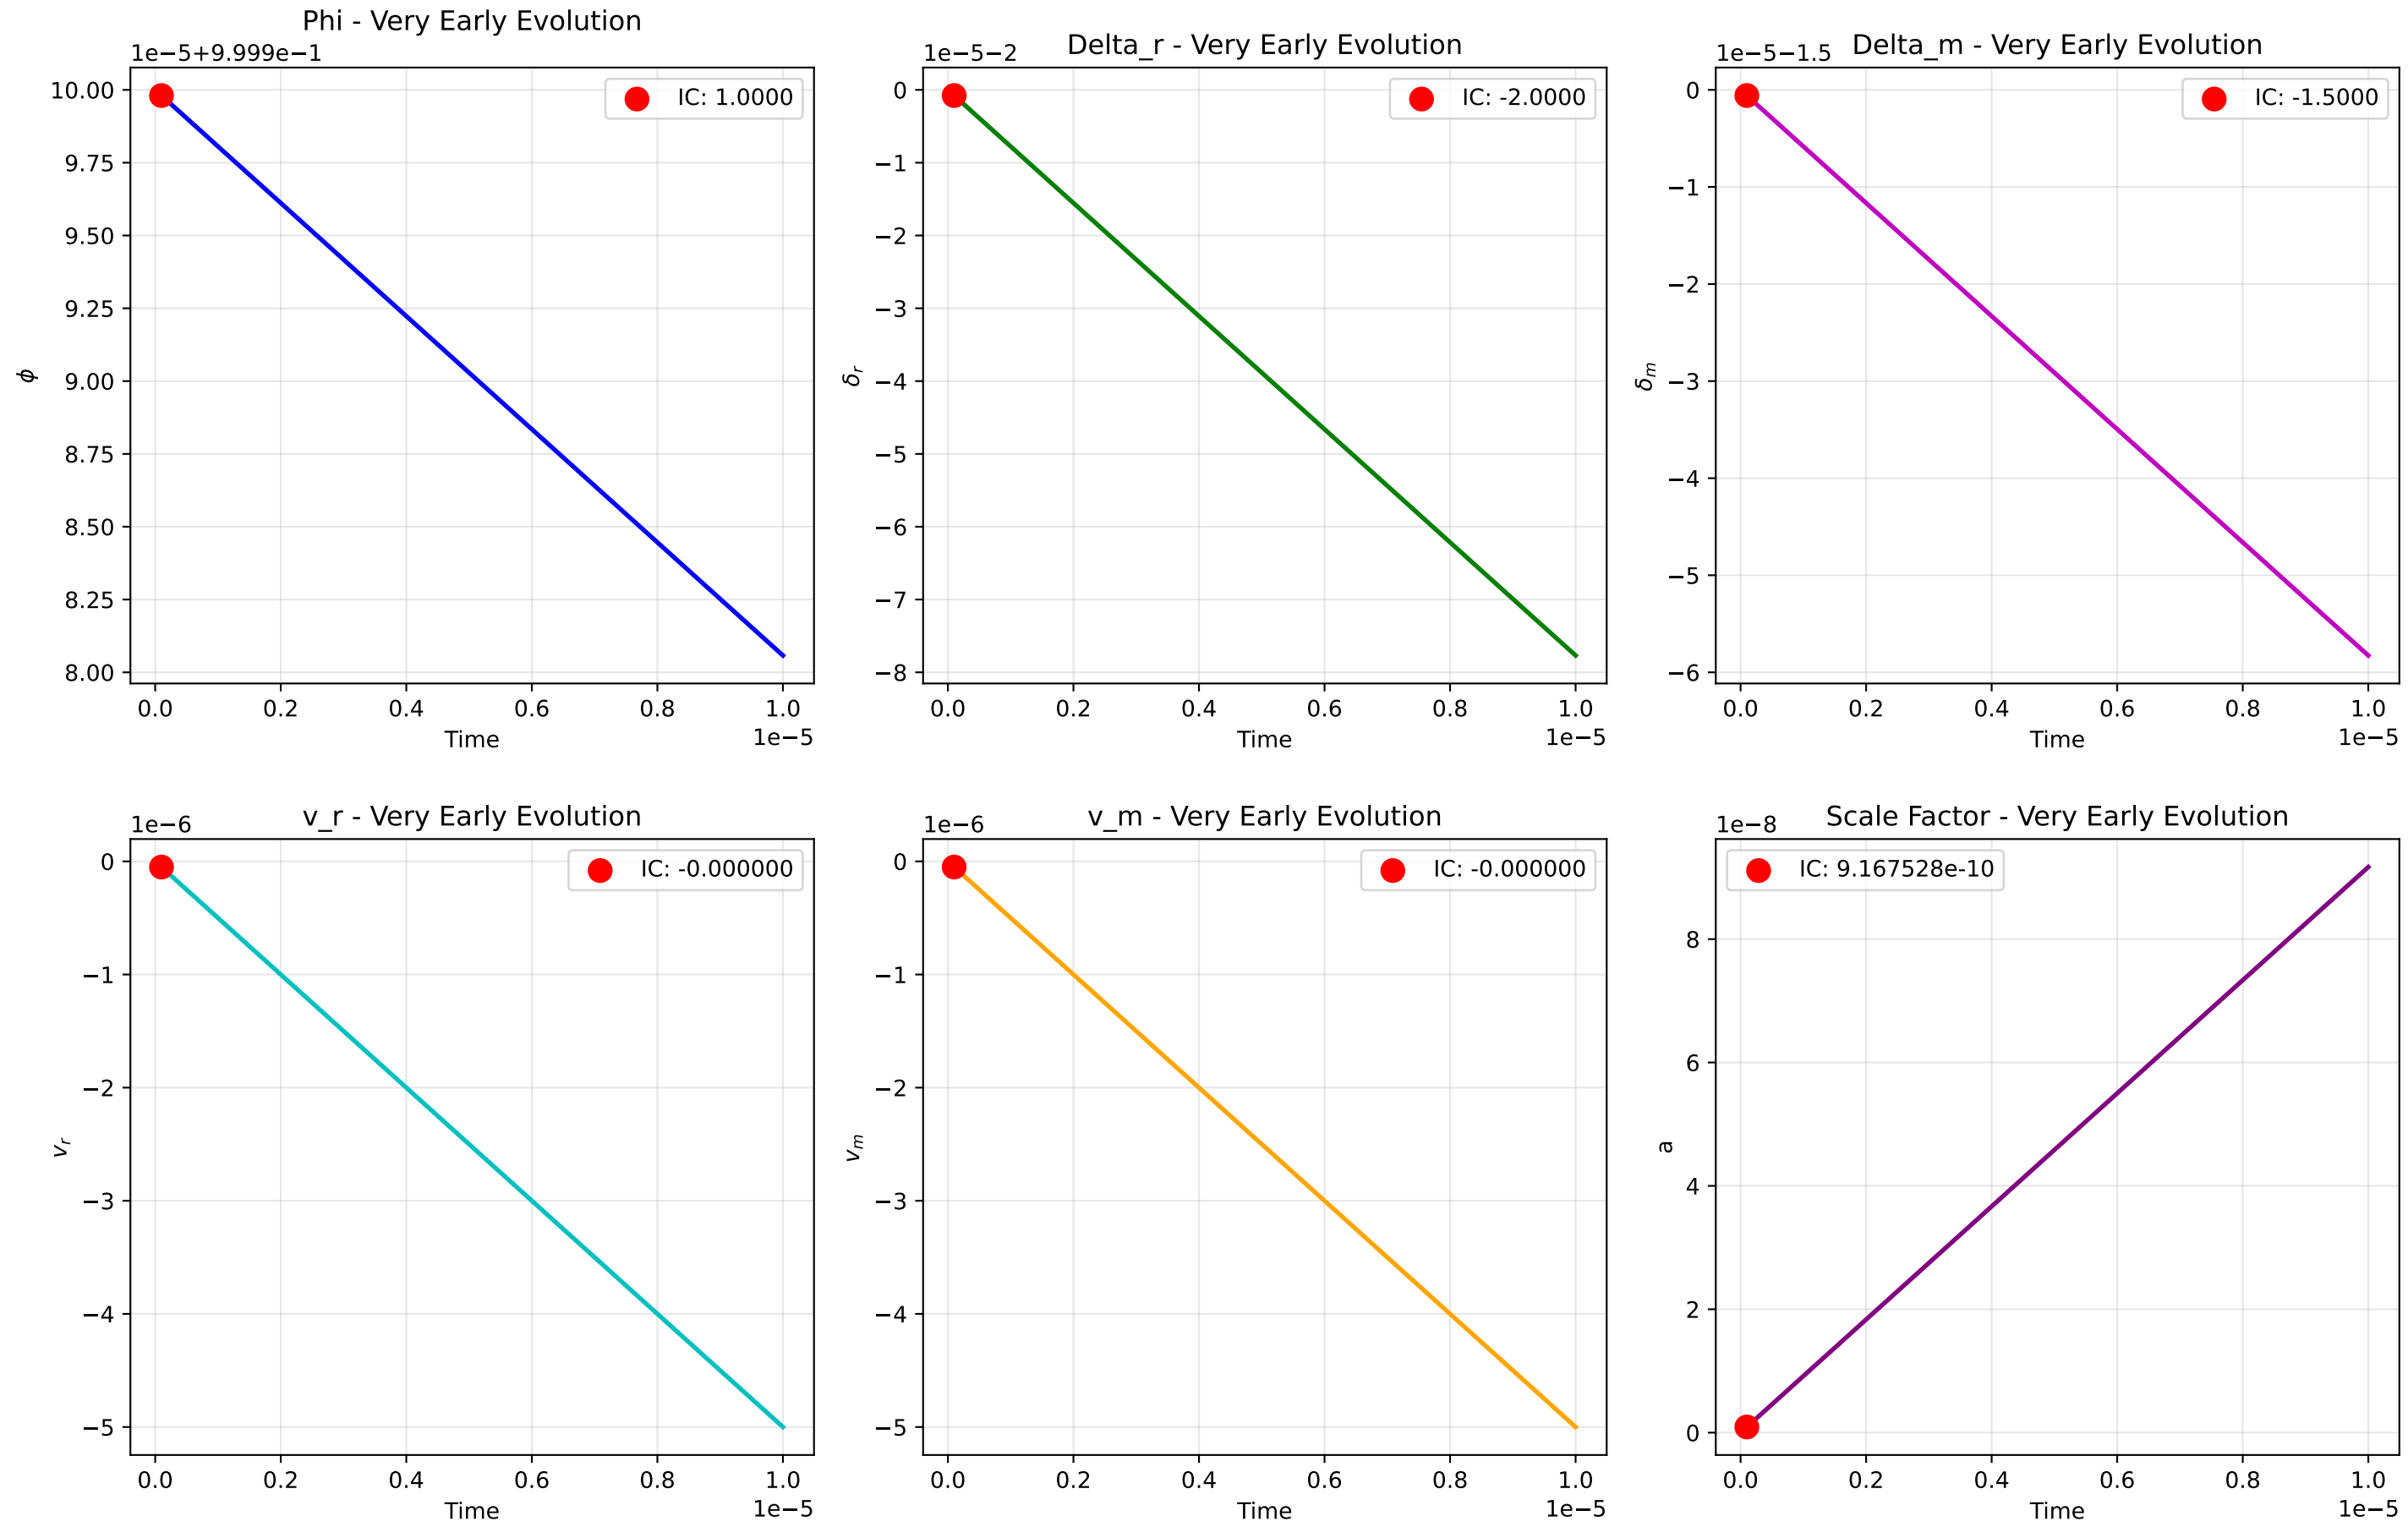 Phi - Very Early Evolution
1e−5+9.999e−1
IC: 1.0000
10.00
9.75
9.50
9.25
9.00
8.75
8.50
8.25
8.00
ϕ
0.0 0.2 0.4 0.6 0.8 1.0
Time
1e−5
Delta_r - Very Early Evolution
1e−5−2
IC: -2.0000
0
−1
−2
−3
−4
−5
−6
−7
−8
δr
0.0 0.2 0.4 0.6 0.8 1.0
Time
1e−5
Delta_m - Very Early Evolution
1e−5−1.5
IC: -1.5000
0
−1
−2
−3
−4
−5
−6
δm
0.0 0.2 0.4 0.6 0.8 1.0
Time
1e−5
v_r - Very Early Evolution
1e−6
IC: -0.000000
0
−1
−2
−3
−4
−5
vr
0.0 0.2 0.4 0.6 0.8 1.0
Time
1e−5
v_m - Very Early Evolution
1e−6
IC: -0.000000
0
−1
−2
−3
−4
−5
vm
0.0 0.2 0.4 0.6 0.8 1.0
Time
1e−5
Scale Factor - Very Early Evolution
1e−8
IC: 9.167528e-10
8
6
4
2
0
a
0.0 0.2 0.4 0.6 0.8 1.0
Time
1e−5